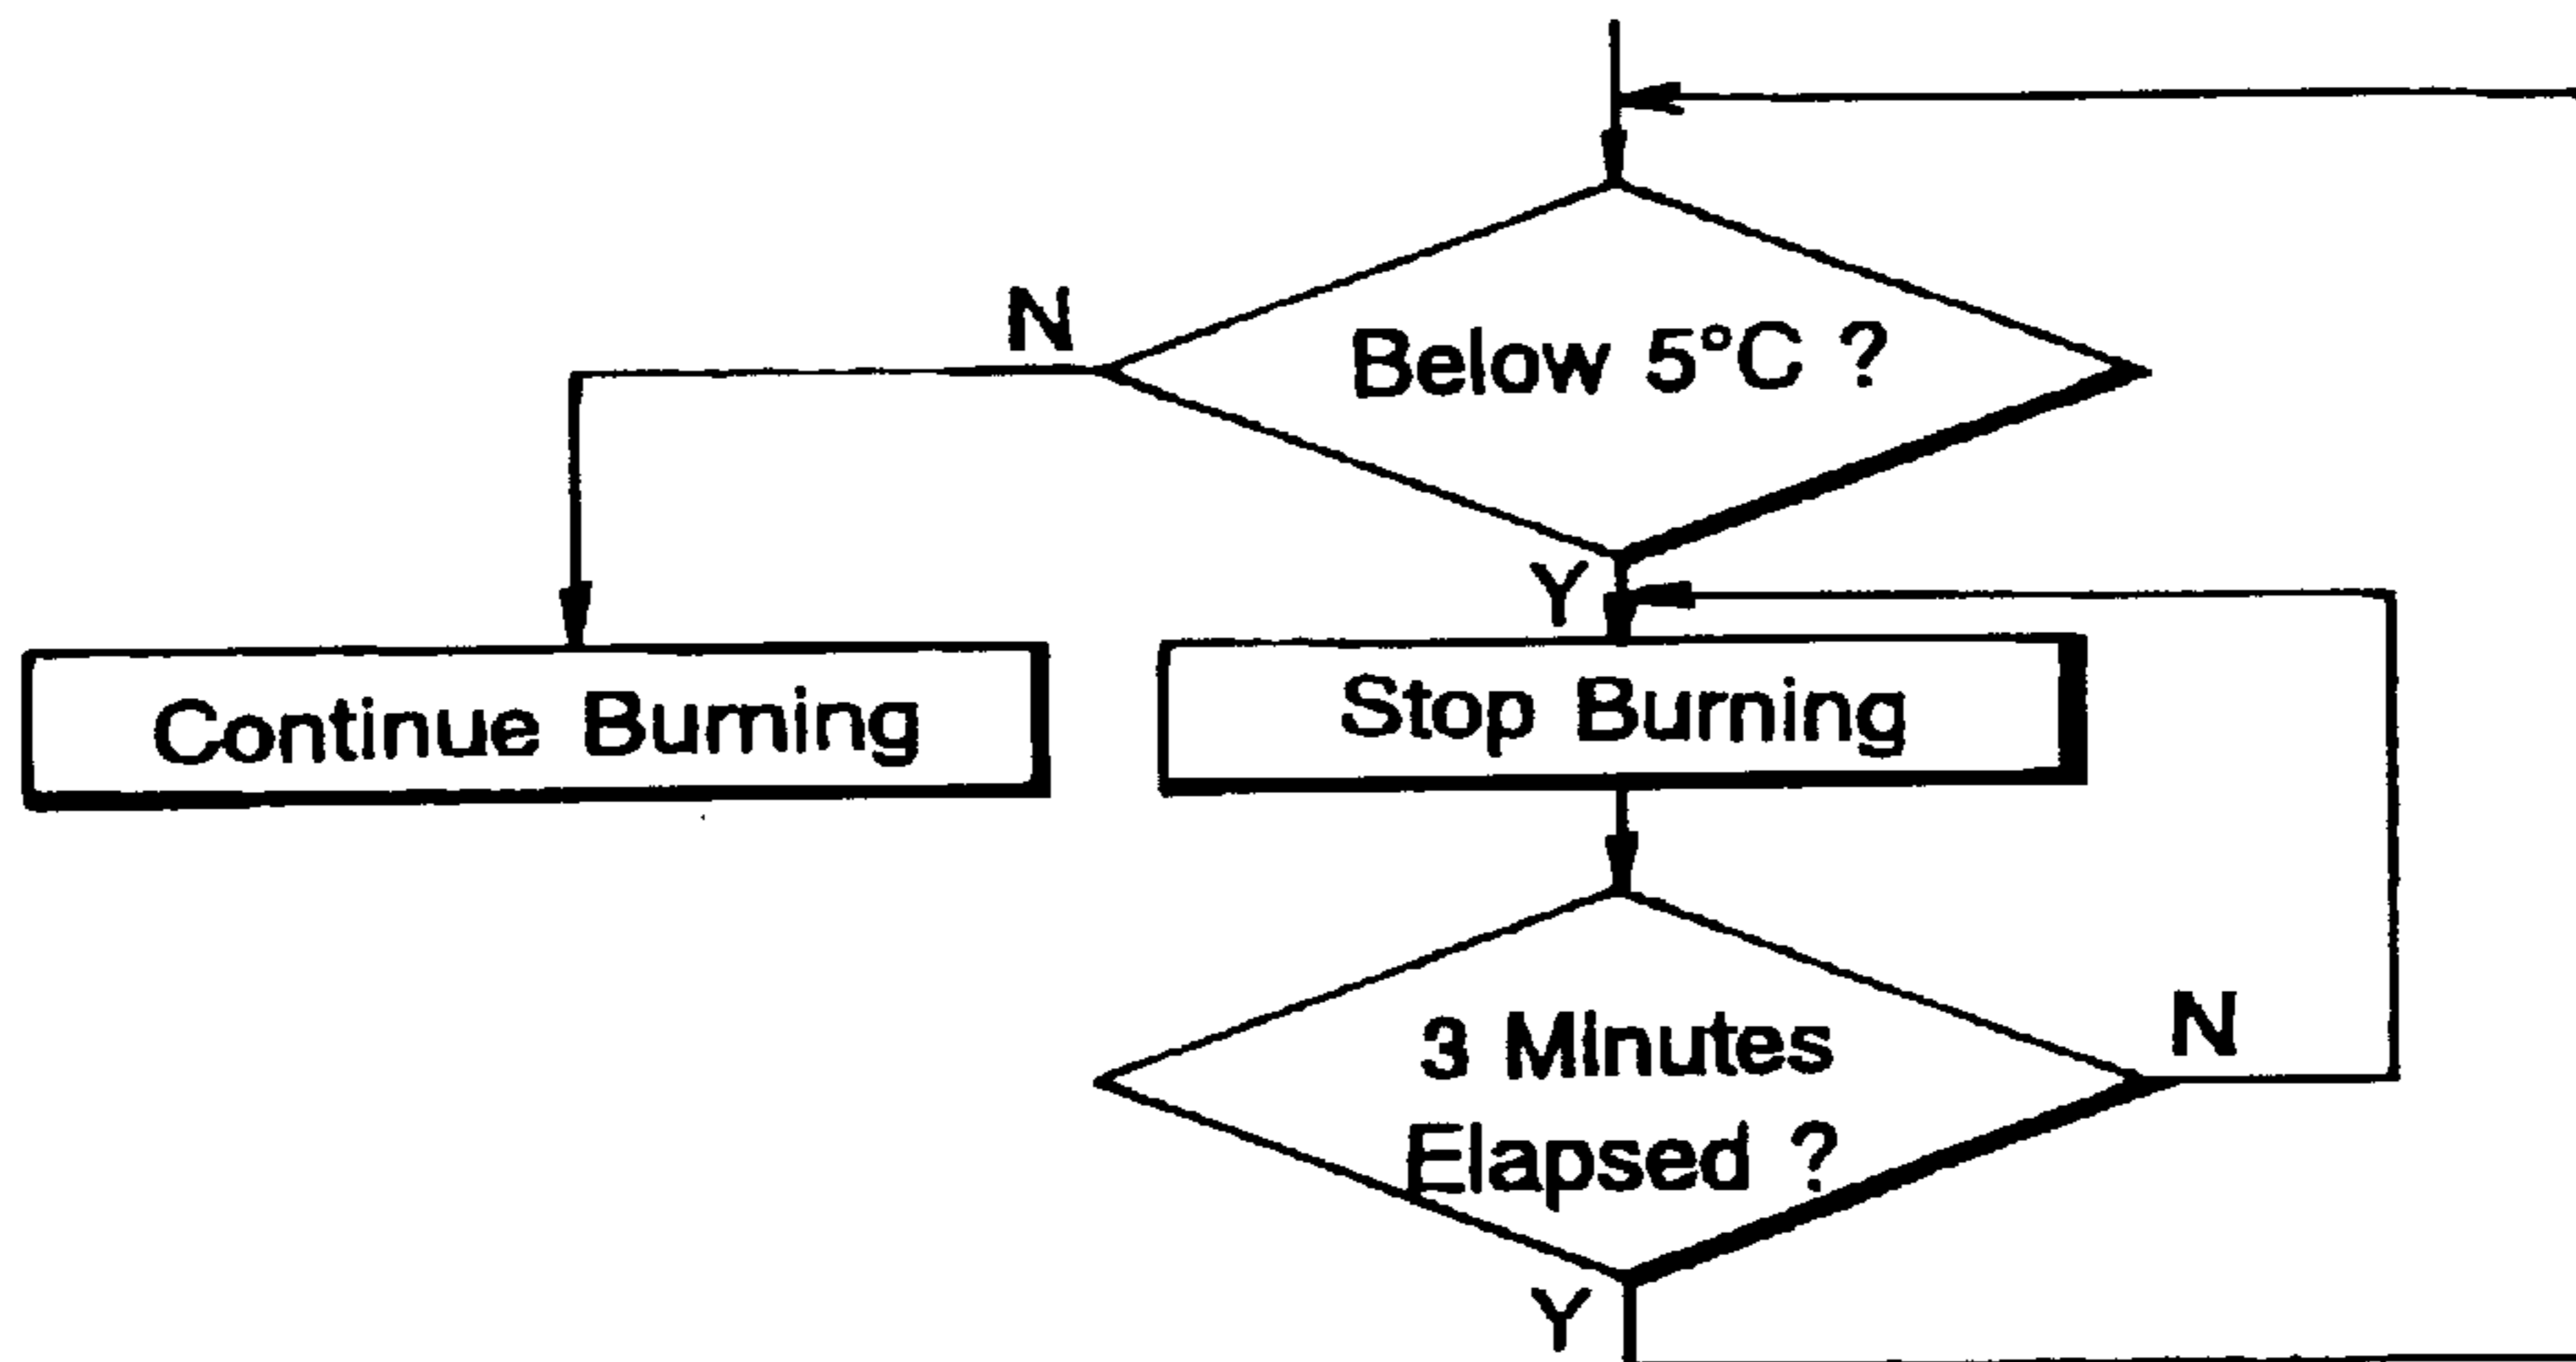 N
Below 5°C ?
Y
Continue Burning
Stop Burning
3 Minutes
Elapsed ?
N
Y